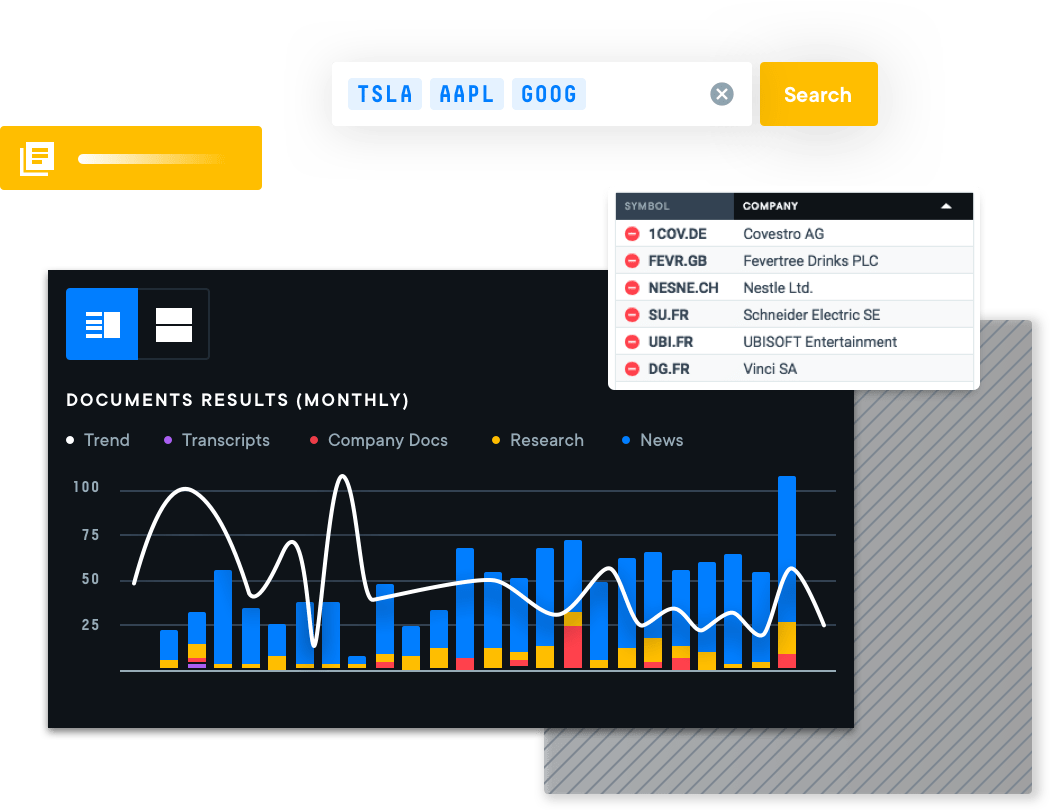 TSLA AAPL GOOG Search
SYMBOL COMPANY
1COV.DE Covestro AG
FEVR.GB Fevertree Drinks PLC
NESNE.CH Nestle Ltd.
SU.FR Schneider Electric SE
UBI.FR UBISOFT Entertainment
DG.FR Vinci SA
DOCUMENTS RESULTS (MONTHLY)
Trend Transcripts Company Docs Research News
100
75
50
25